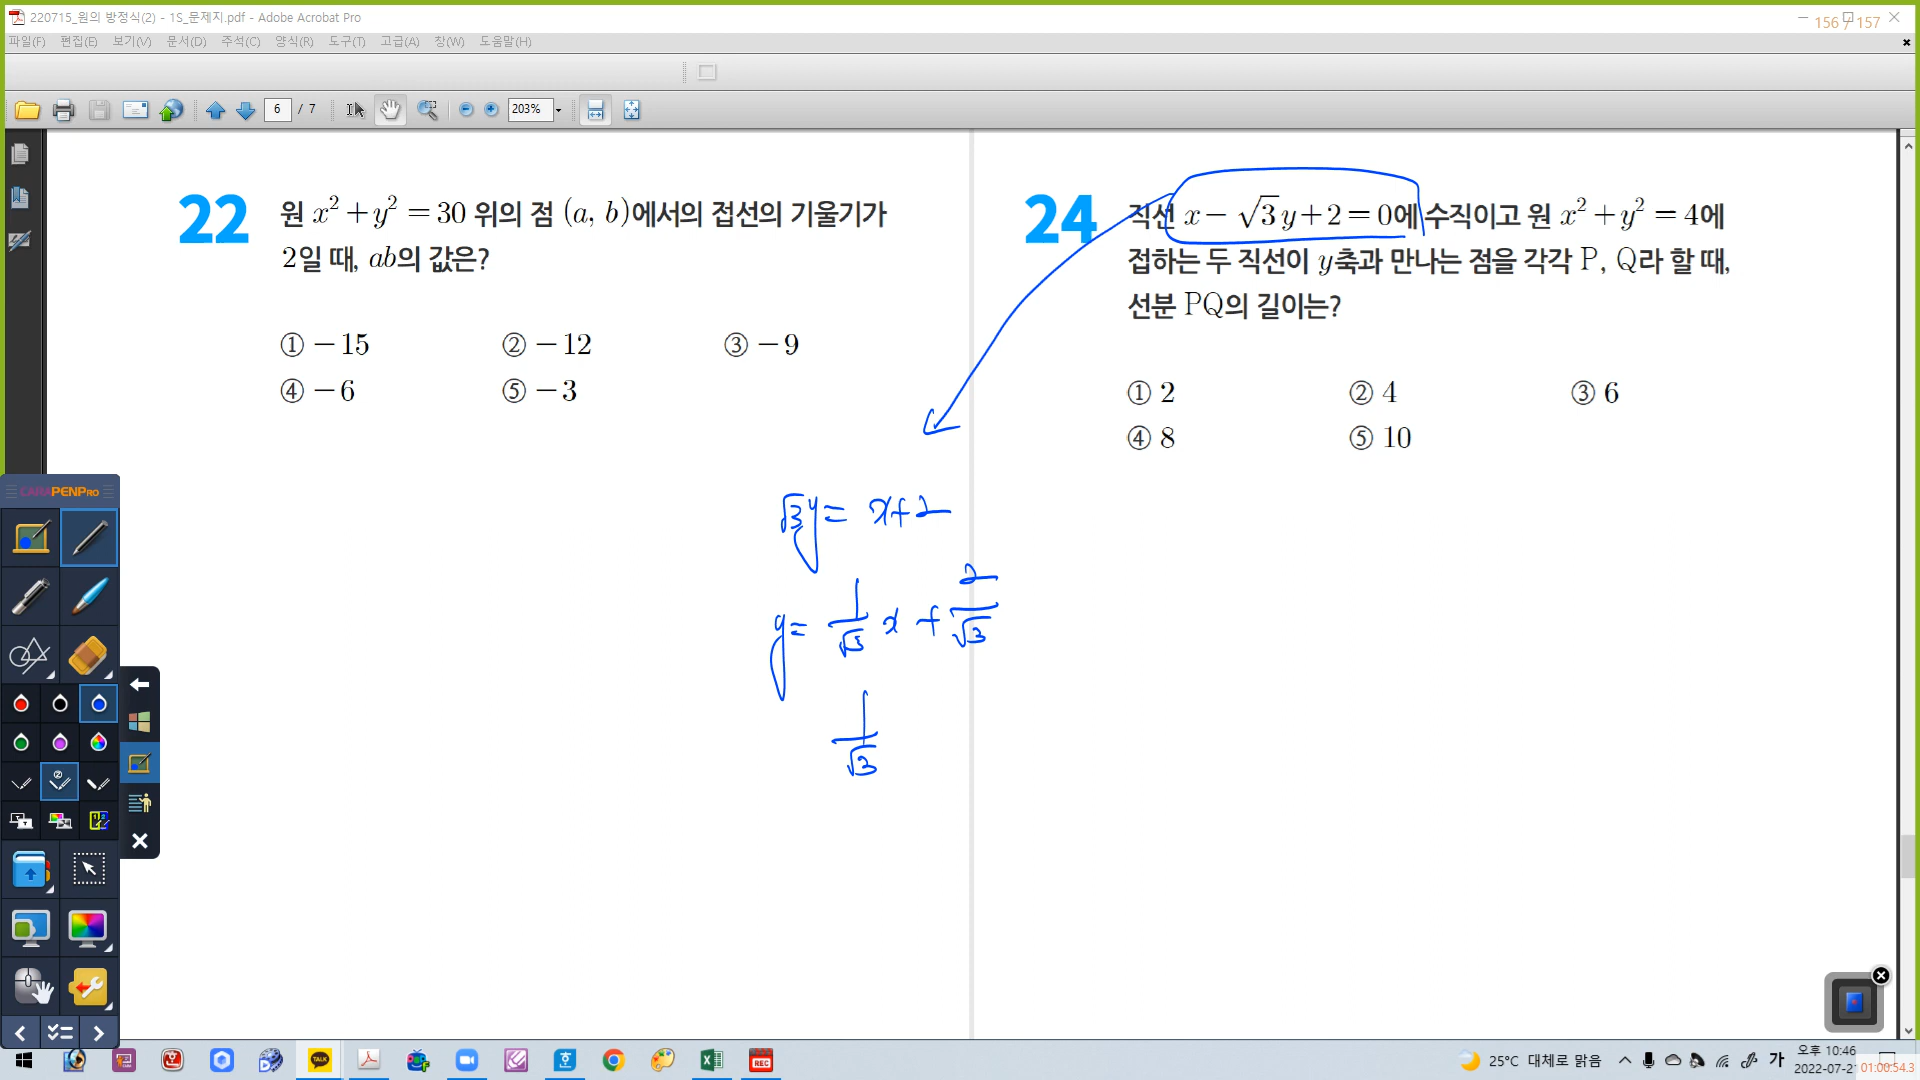 220715_원의 방정식(2) - 1S_문제지.pdf - Adobe Acrobat Pro
156 / 157
파일(F) 편집(E) 보기(V) 문서(D) 주석(C) 양식(R) 도구(T) 고급(A) 창(W) 도움말(H)
6 / 7 203%
22 원 x² + y² = 30 위의 점 (a, b)에서의 접선의 기울기가
2일 때, ab의 값은?
① −15 ② −12 ③ −9
④ −6 ⑤ −3
24 직선 x − √3 y + 2 = 0에 수직이고 원 x² + y² = 4에
접하는 두 직선이 y축과 만나는 점을 각각 P, Q라 할 때,
선분 PQ의 길이는?
① 2 ② 4 ③ 6
④ 8 ⑤ 10
√3y = x+2
y = 1/√3 x + 2/√3
1/√3
CARAPENPRO
②
TALK
REC
25°C 대체로 맑음
가
오후 10:46
2022-07-2
01:00:54.3